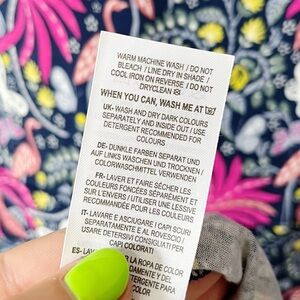 WARM MACHINE WASH / DO NOT
BLEACH / LINE DRY IN SHADE /
COOL IRON ON REVERSE / DO NOT
DRYCLEAN
WHEN YOU CAN, WASH ME AT
UK- WASH AND DRY DARK COLOURS
SEPARATELY AND INSIDE OUT / USE
DETERGENT RECOMMENDED FOR
COLOURS
DE- DUNKLE FARBEN SEPARAT UND
AUF LINKS WASCHEN UND TROCKNEN /
COLORWASCHMITTEL VERWENDEN
FR- LAVER ET FAIRE SÉCHER LES
COULEURS FONCÉES SÉPARÉMENT ET
SUR L'ENVERS / UTILISER UNE LESSIVE
RECOMMANDÉE POUR LES COULEURS
IT- LAVARE E ASCIUGARE I CAPI SCURI
SEPARATAMENTE E AL ROVESCIO /
USARE DETERSIVI CONSIGLIATI PER
CAPI COLORATI
ES- LAVAR LA ROPA DE COLOR
DAMENTE Y DEL